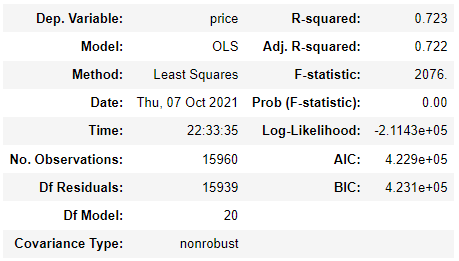 Dep. Variable: price R-squared: 0.723
Model: OLS Adj. R-squared: 0.722
Method: Least Squares F-statistic: 2076.
Date: Thu, 07 Oct 2021 Prob (F-statistic): 0.00
Time: 22:33:35 Log-Likelihood: -2.1143e+05
No. Observations: 15960 AIC: 4.229e+05
Df Residuals: 15939 BIC: 4.231e+05
Df Model: 20
Covariance Type: nonrobust